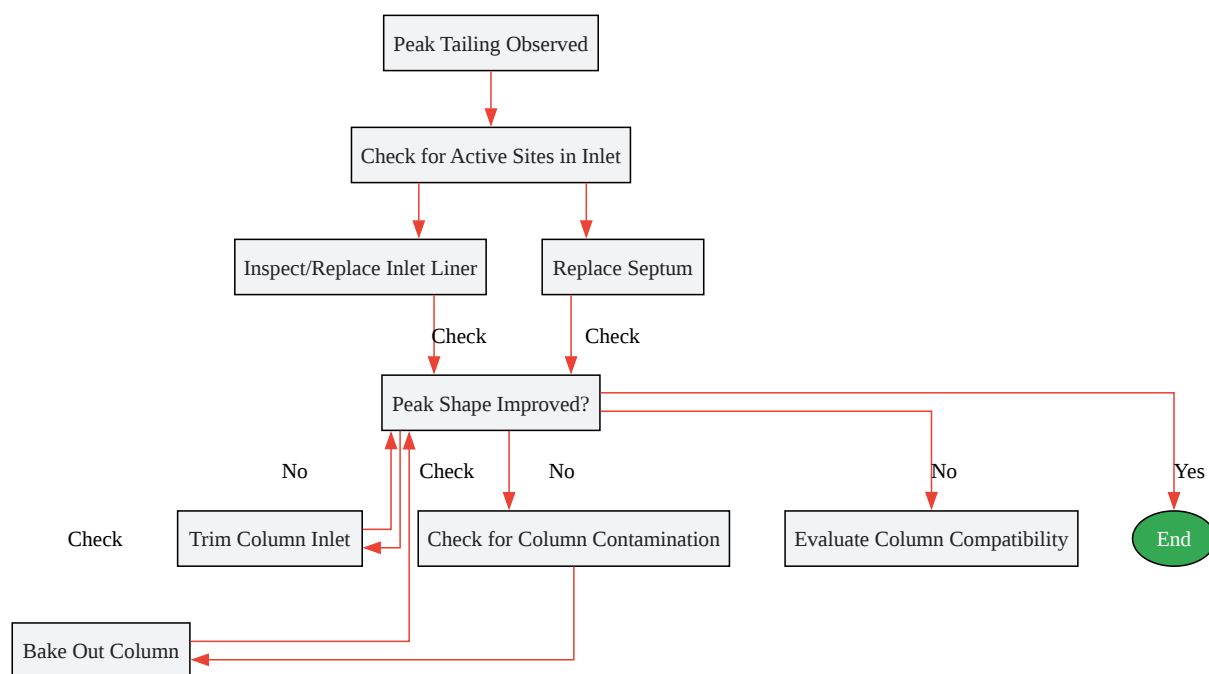 Peak Tailing Observed
Check for Active Sites in Inlet
Inspect/Replace Inlet Liner
Replace Septum
Check
Check
Peak Shape Improved?
No
Check
No
No
Yes
Check
Trim Column Inlet
Check for Column Contamination
Evaluate Column Compatibility
End
Bake Out Column